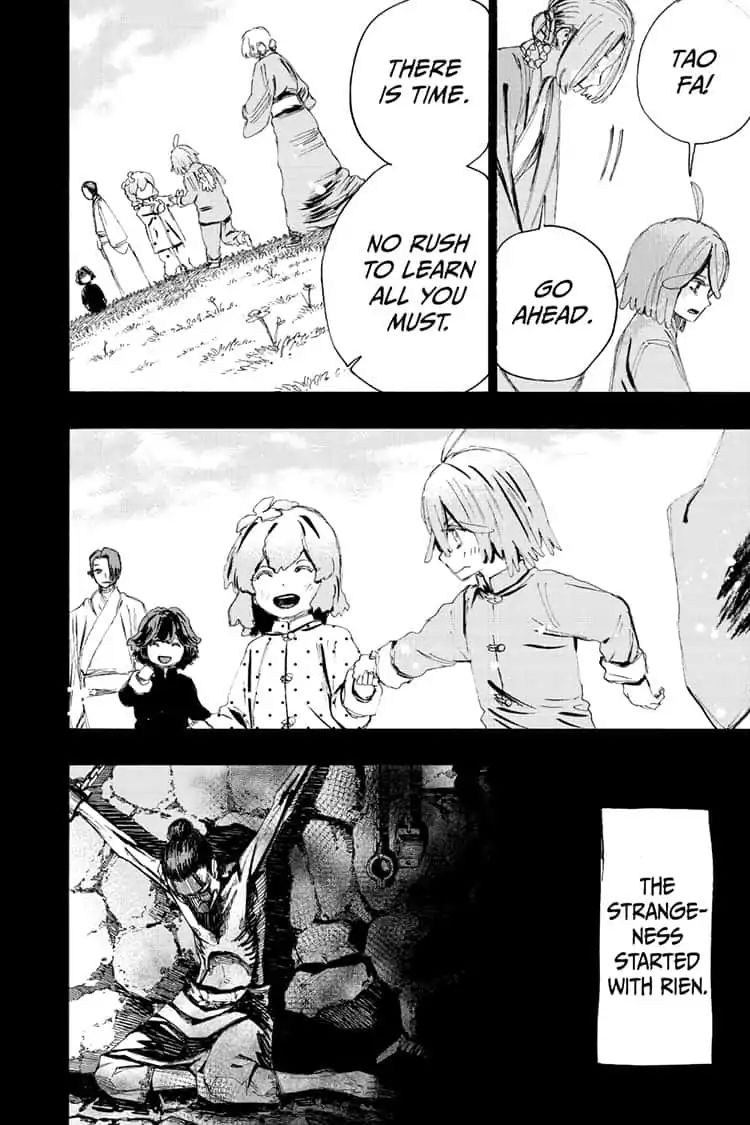 TAO
FA!
GO
AHEAD.
THERE
IS TIME.
NO RUSH
TO LEARN
ALL YOU
MUST.
THE
STRANGE-
NESS
STARTED
WITH RIEN.